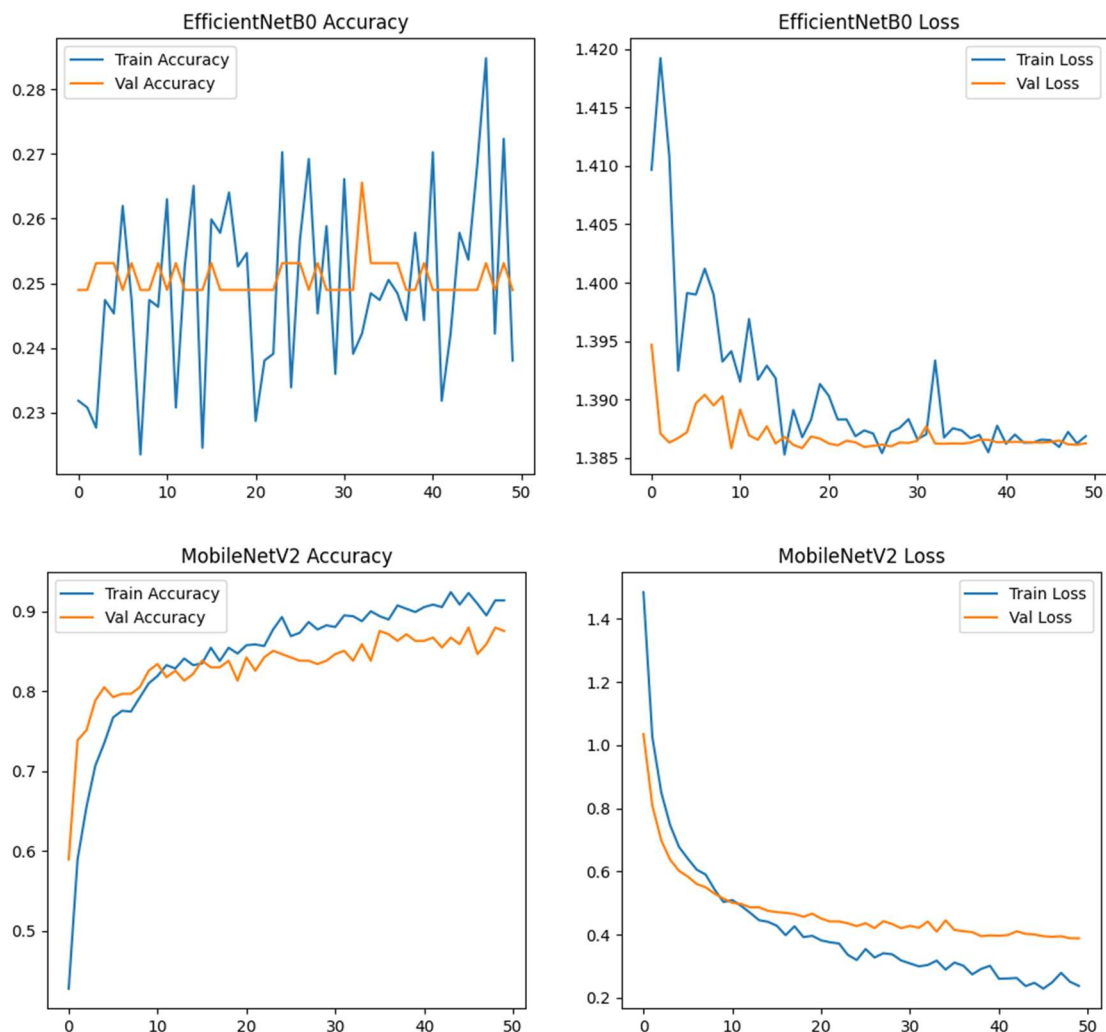 EfficientNetB0 Accuracy
Train Accuracy
Val Accuracy
0.28
0.27
0.26
0.25
0.24
0.23
0 10 20 30 40 50
EfficientNetB0 Loss
Train Loss
Val Loss
1.420
1.415
1.410
1.405
1.400
1.395
1.390
1.385
0 10 20 30 40 50
MobileNetV2 Accuracy
Train Accuracy
Val Accuracy
0.9
0.8
0.7
0.6
0.5
0 10 20 30 40 50
MobileNetV2 Loss
Train Loss
Val Loss
1.4
1.2
1.0
0.8
0.6
0.4
0.2
0 10 20 30 40 50